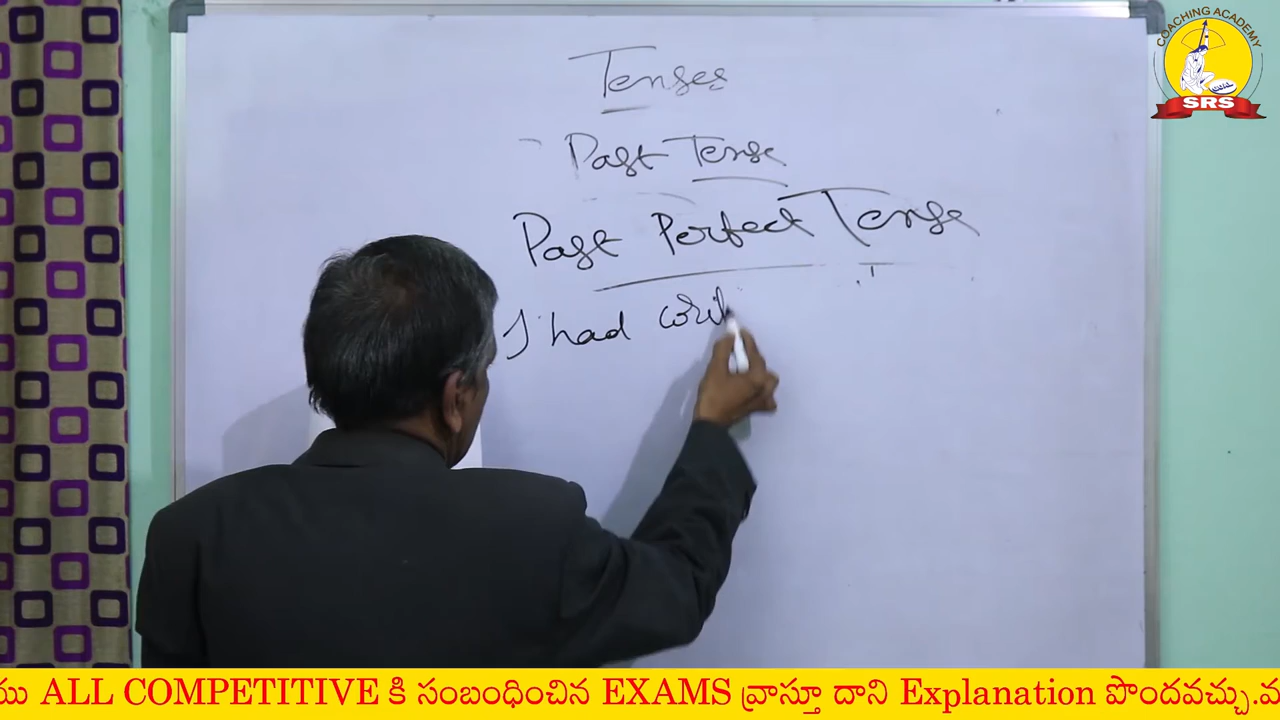 COACHING ACADEMY
SRS
Tenses
Past Tense
Past Perfect Tense
I had writ
ము ALL COMPETITIVE కి సంబంధించిన EXAMS వ్రాస్తూ దాని Explanation పొందవచ్చు.వ